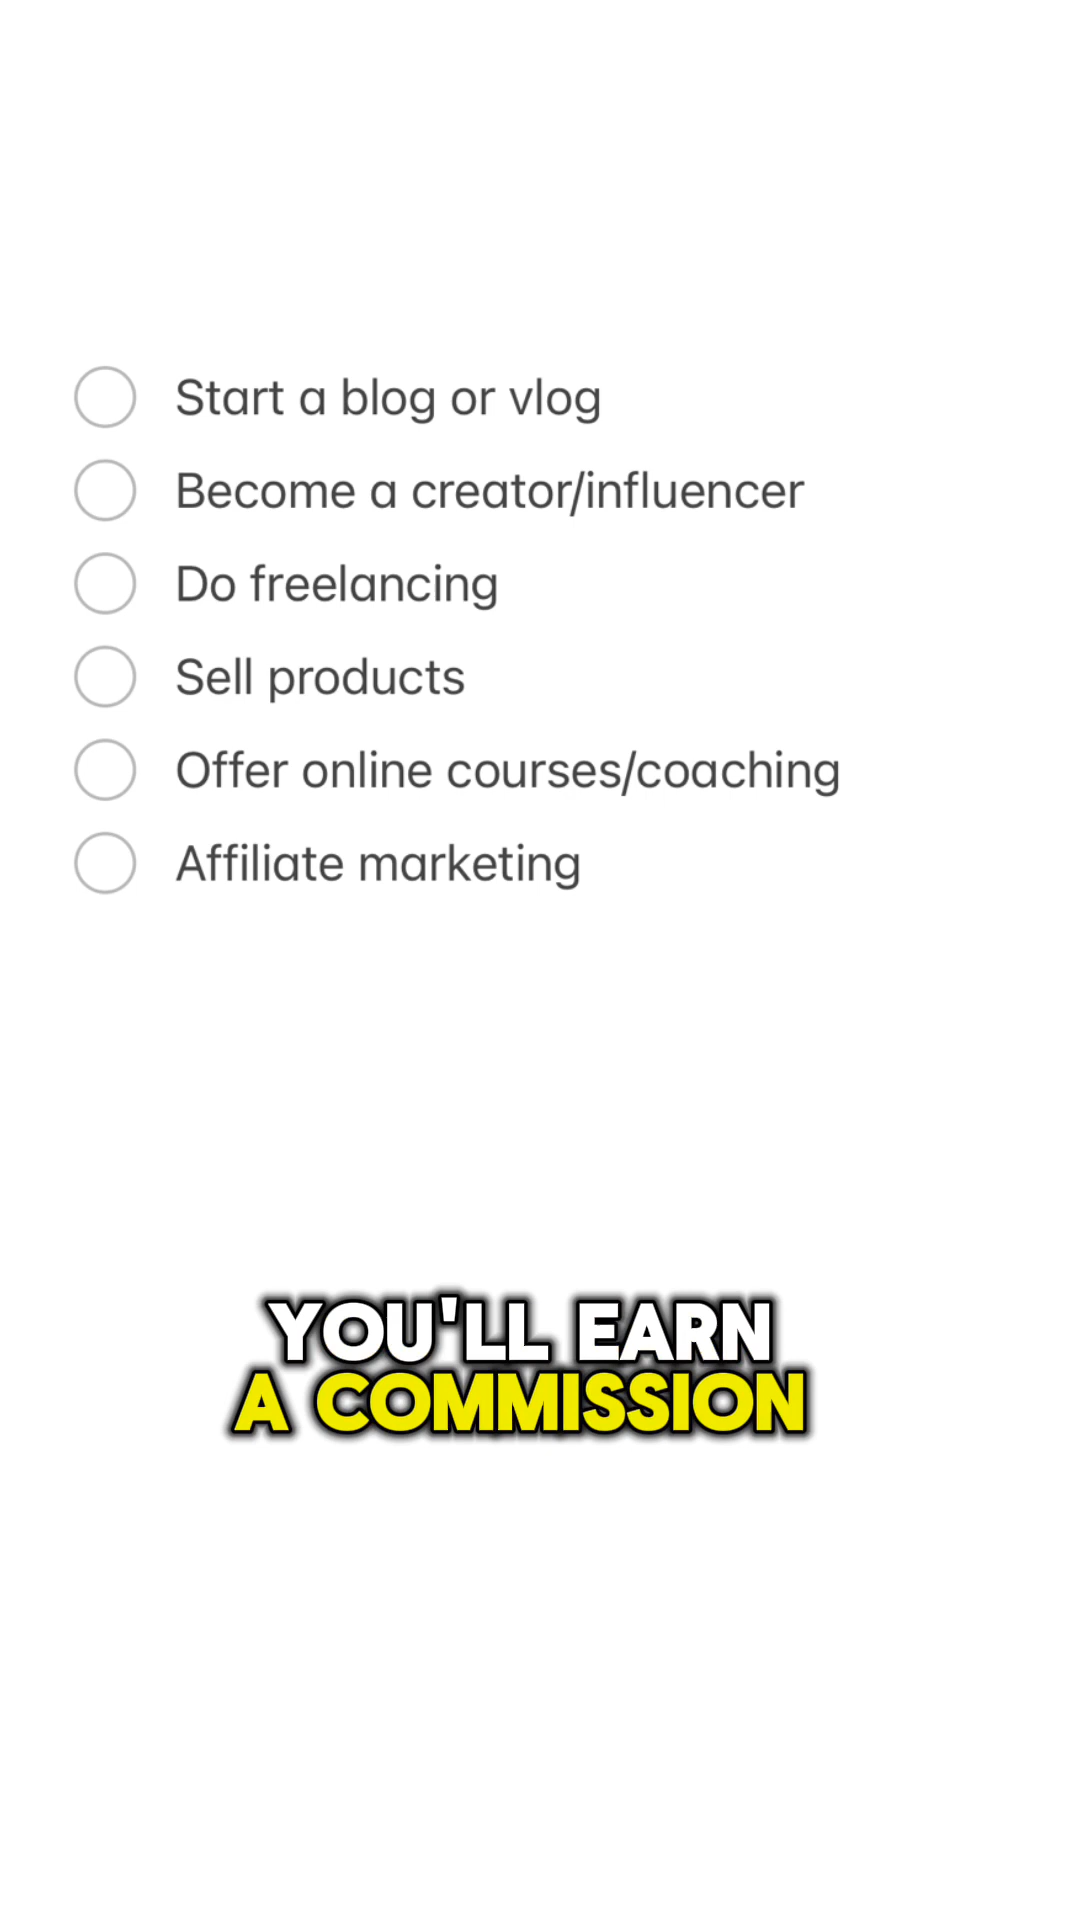 Start a blog or vlog
Become a creator/influencer
Do freelancing
Sell products
Offer online courses/coaching
Affiliate marketing
YOU'LL EARN
A COMMISSION